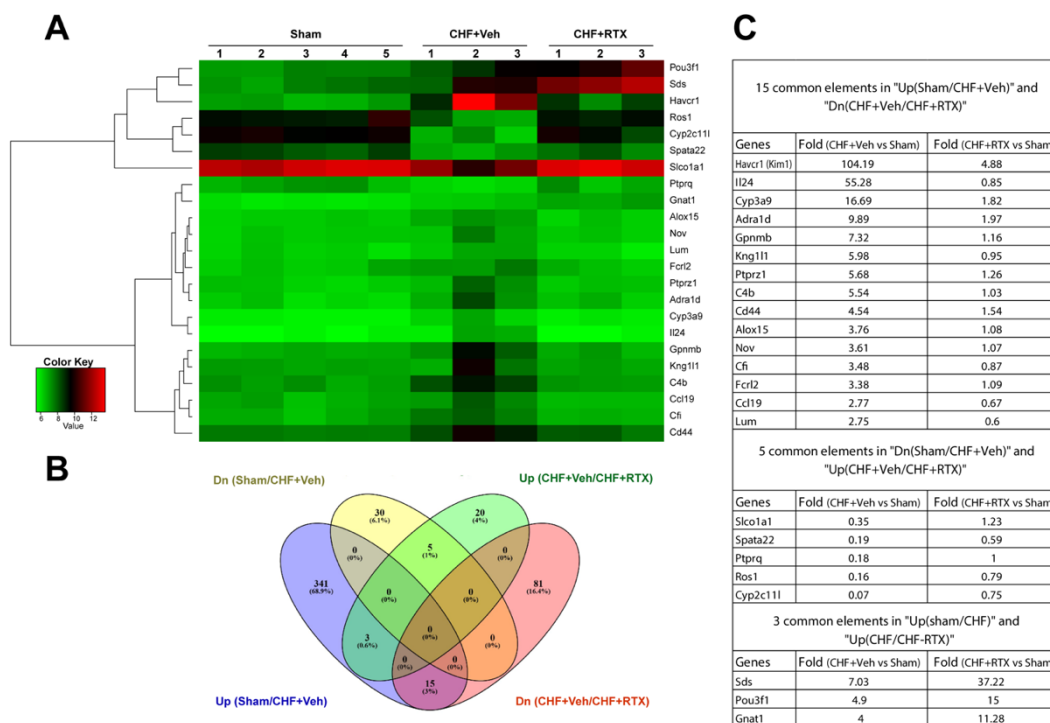 A
Sham CHF+Veh CHF+RTX
1 2 3 4 5 1 2 3 1 2 3
Pou3f1
Sds
Havcr1
Ros1
Cyp2c11l
Spata22
Slco1a1
Ptprq
Gnat1
Alox15
Nov
Lum
Fcrl2
Ptprz1
Adra1d
Cyp3a9
Il24
Gpnmb
Kng1l1
C4b
Ccl19
Cfi
Cd44
Color Key
6 8 10 12
Value
B
Dn (Sham/CHF+Veh)
Up (CHF+Veh/CHF+RTX)
30
(6.1%)
20
(4%)
0
(0%)
5
(1%)
0
(0%)
341
(68.9%)
81
(16.4%)
0
(0%)
0
(0%)
0
(0%)
3
(0.6%)
0
(0%)
0
(0%)
0
(0%)
15
(3%)
Up (Sham/CHF+Veh)
Dn (CHF+Veh/CHF+RTX)
C
15 common elements in "Up(Sham/CHF+Veh)" and
"Dn(CHF+Veh/CHF+RTX)"
Genes Fold (CHF+Veh vs Sham) Fold (CHF+RTX vs Sham)
Havcr1 (Kim1) 104.19 4.88
Il24 55.28 0.85
Cyp3a9 16.69 1.82
Adra1d 9.89 1.97
Gpnmb 7.32 1.16
Kng1l1 5.98 0.95
Ptprz1 5.68 1.26
C4b 5.54 1.03
Cd44 4.54 1.54
Alox15 3.76 1.08
Nov 3.61 1.07
Cfi 3.48 0.87
Fcrl2 3.38 1.09
Ccl19 2.77 0.67
Lum 2.75 0.6
5 common elements in "Dn(Sham/CHF+Veh)" and
"Up(CHF+Veh/CHF+RTX)"
Genes Fold (CHF+Veh vs Sham) Fold (CHF+RTX vs Sham)
Slco1a1 0.35 1.23
Spata22 0.19 0.59
Ptprq 0.18 1
Ros1 0.16 0.79
Cyp2c11l 0.07 0.75
3 common elements in "Up(sham/CHF)" and
"Up(CHF/CHF-RTX)"
Genes Fold (CHF+Veh vs Sham) Fold (CHF+RTX vs Sham)
Sds 7.03 37.22
Pou3f1 4.9 15
Gnat1 4 11.28